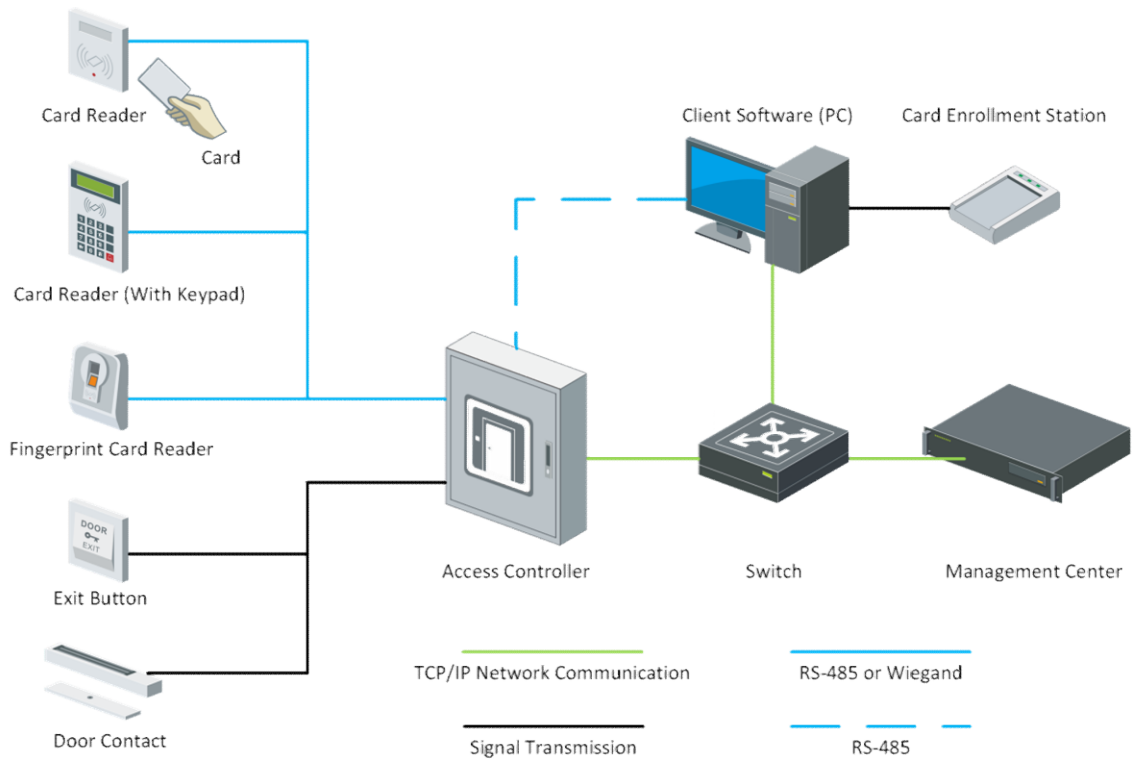 Card Reader
Card
Client Software (PC)
Card Enrollment Station
Card Reader (With Keypad)
Fingerprint Card Reader
DOOR
EXIT
Exit Button
Access Controller
Switch
Management Center
TCP/IP Network Communication
RS-485 or Wiegand
Door Contact
Signal Transmission
RS-485